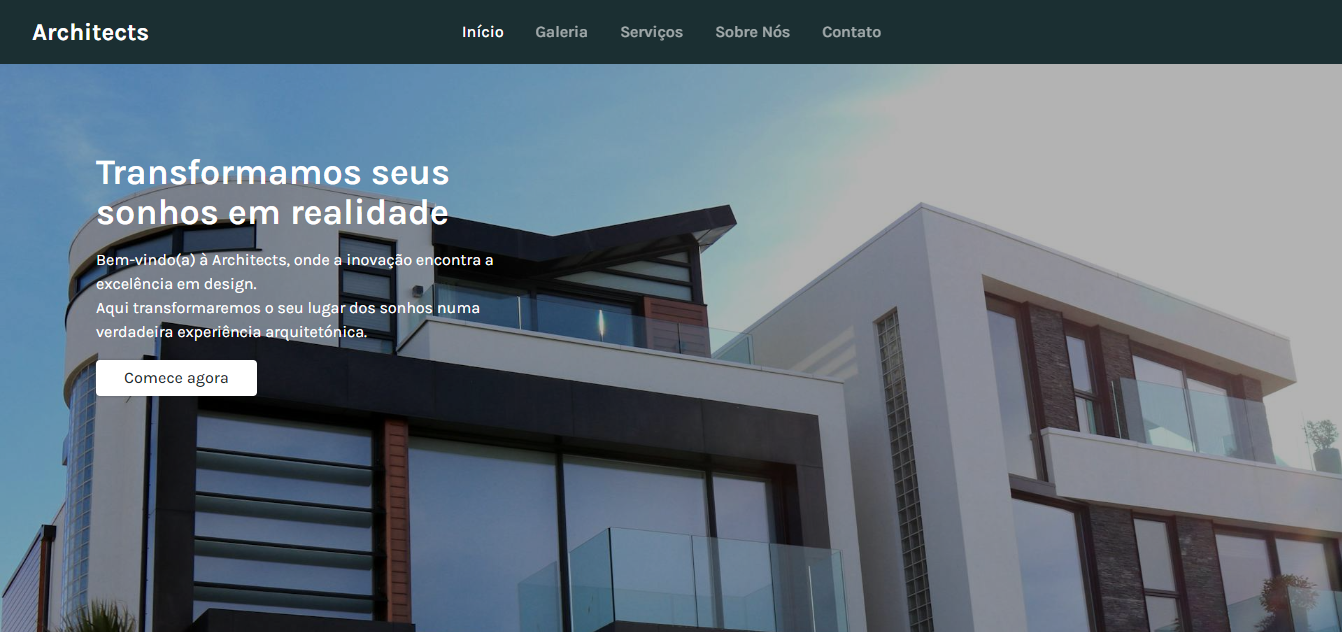 Architects
Início
Galeria
Serviços
Sobre Nós
Contato
Transformamos seus
sonhos em realidade
Bem-vindo(a) à Architects, onde a inovação encontra a
excelência em design.
Aqui transformaremos o seu lugar dos sonhos numa
verdadeira experiência arquitetónica.
Comece agora